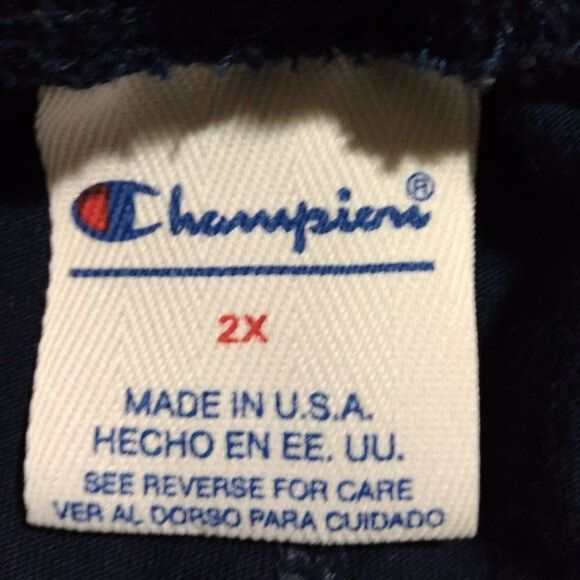 Champion®
2X
MADE IN U.S.A.
HECHO EN EE. UU.
SEE REVERSE FOR CARE
VER AL DORSO PARA CUIDADO